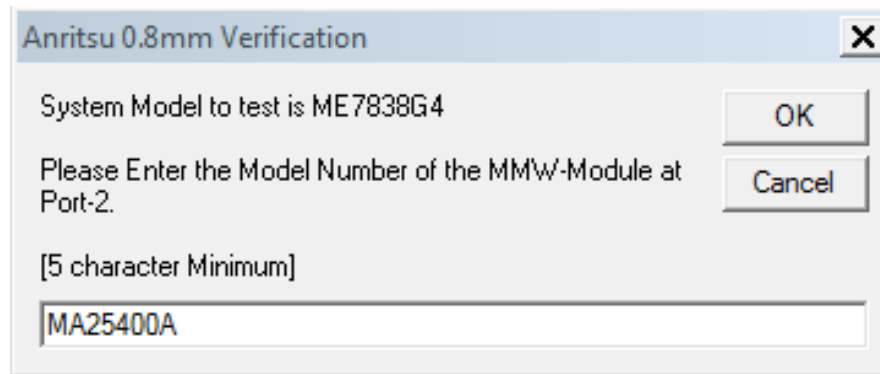 Anritsu 0.8mm Verification
System Model to test is ME7838G4
OK
Please Enter the Model Number of the MMW-Module at
Port-2.
Cancel
[5 character Minimum]
MA25400A